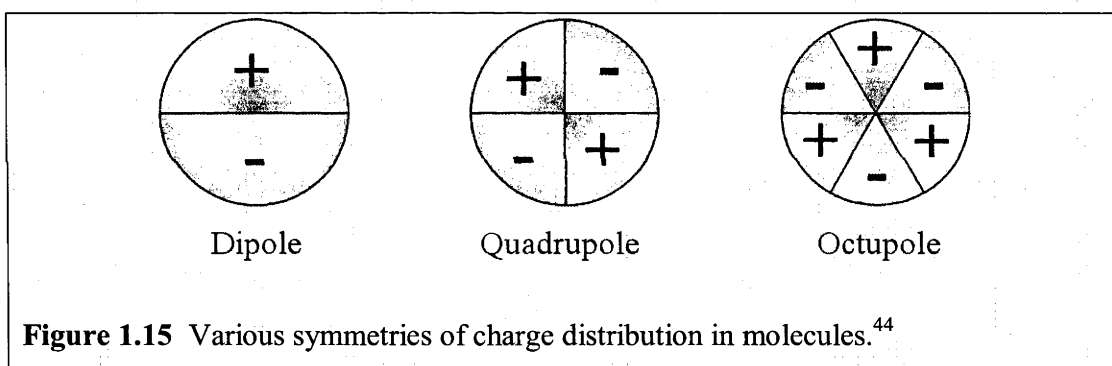 + + - - + -
- - + + - +
Dipole Quadrupole Octupole
Figure 1.15 Various symmetries of charge distribution in molecules.44